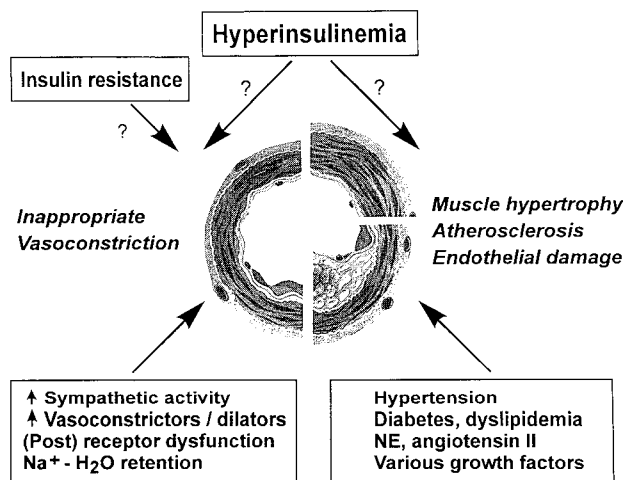 Hyperinsulinemia
Insulin resistance
?
?
?
Inappropriate
Vasoconstriction
Muscle hypertrophy
Atherosclerosis
Endothelial damage
↑ Sympathetic activity
↑ Vasoconstrictors / dilators
(Post) receptor dysfunction
Na⁺ - H₂O retention
Hypertension
Diabetes, dyslipidemia
NE, angiotensin II
Various growth factors